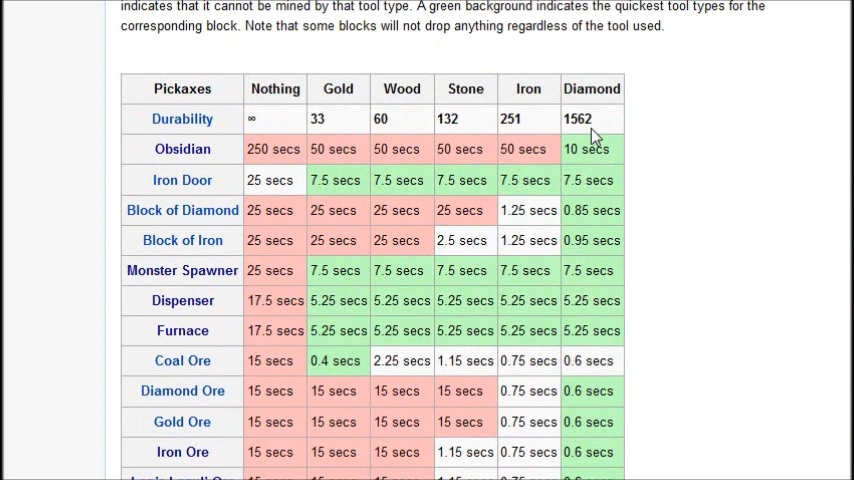 indicates that it cannot be mined by that tool type. A green background indicates the quickest tool types for the
corresponding block. Note that some blocks will not drop anything regardless of the tool used.
Pickaxes Nothing Gold Wood Stone Iron Diamond
Durability ∞ 33 60 132 251 1562
Obsidian 250 secs 50 secs 50 secs 50 secs 50 secs 10 secs
Iron Door 25 secs 7.5 secs 7.5 secs 7.5 secs 7.5 secs 7.5 secs
Block of Diamond 25 secs 25 secs 25 secs 25 secs 1.25 secs 0.85 secs
Block of Iron 25 secs 25 secs 25 secs 2.5 secs 1.25 secs 0.95 secs
Monster Spawner 25 secs 7.5 secs 7.5 secs 7.5 secs 7.5 secs 7.5 secs
Dispenser 17.5 secs 5.25 secs 5.25 secs 5.25 secs 5.25 secs 5.25 secs
Furnace 17.5 secs 5.25 secs 5.25 secs 5.25 secs 5.25 secs 5.25 secs
Coal Ore 15 secs 0.4 secs 2.25 secs 1.15 secs 0.75 secs 0.6 secs
Diamond Ore 15 secs 15 secs 15 secs 15 secs 0.75 secs 0.6 secs
Gold Ore 15 secs 15 secs 15 secs 15 secs 0.75 secs 0.6 secs
Iron Ore 15 secs 15 secs 15 secs 1.15 secs 0.75 secs 0.6 secs